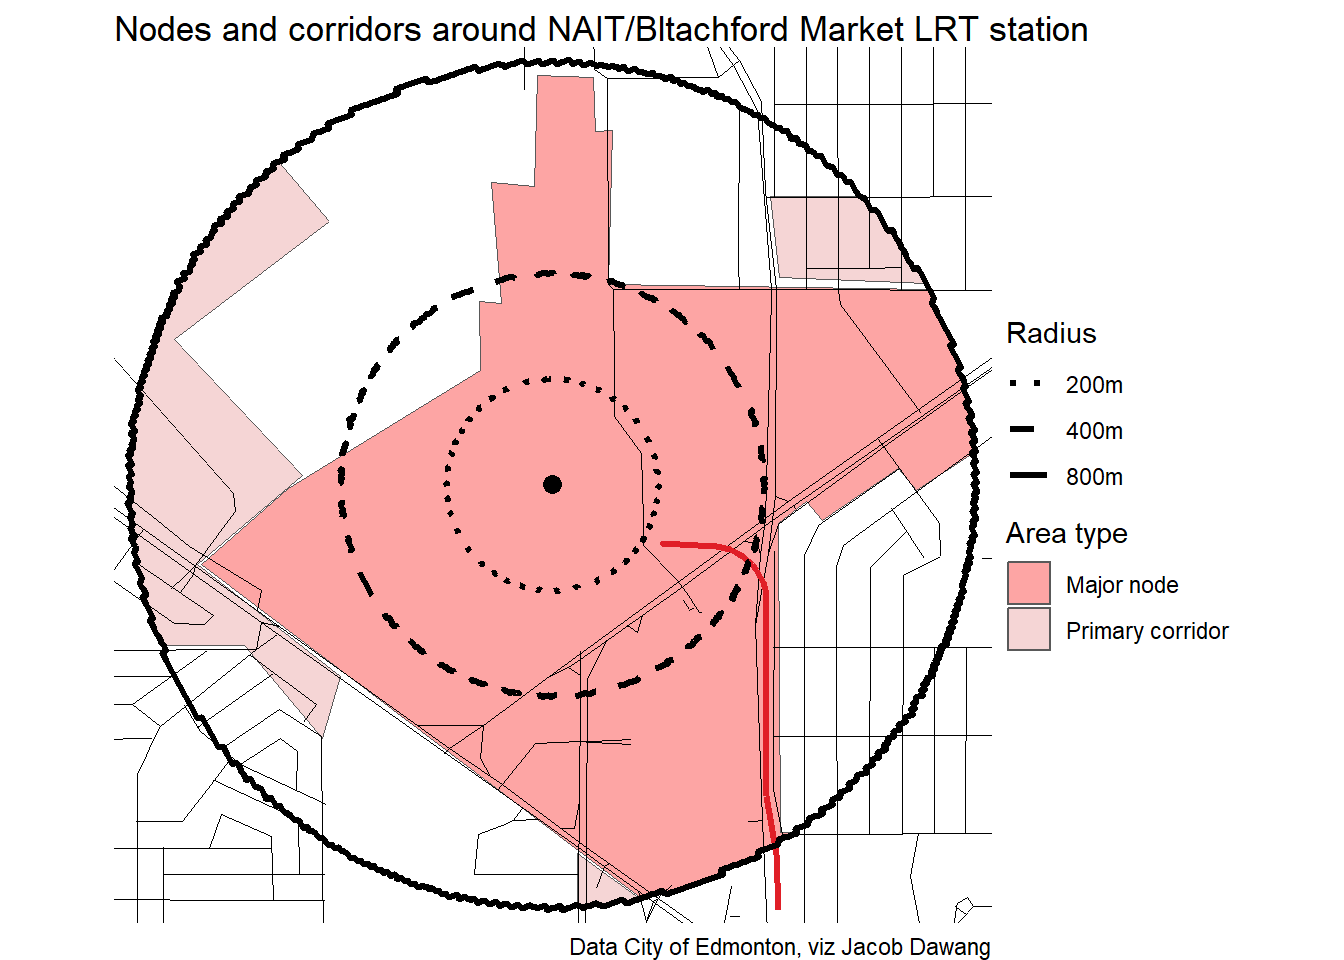 Nodes and corridors around NAIT/Bltachford Market LRT station
Radius
200m
400m
800m
Area type
Major node
Primary corridor
Data City of Edmonton, viz Jacob Dawang